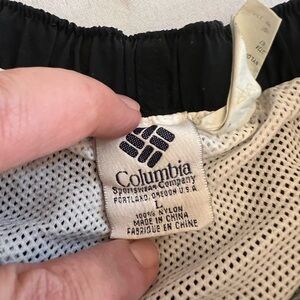 Columbia
Sportswear Company
PORTLAND, OREGON U.S.A
L
100% NYLON
MADE IN CHINA
FABRIQUE EN CHINE